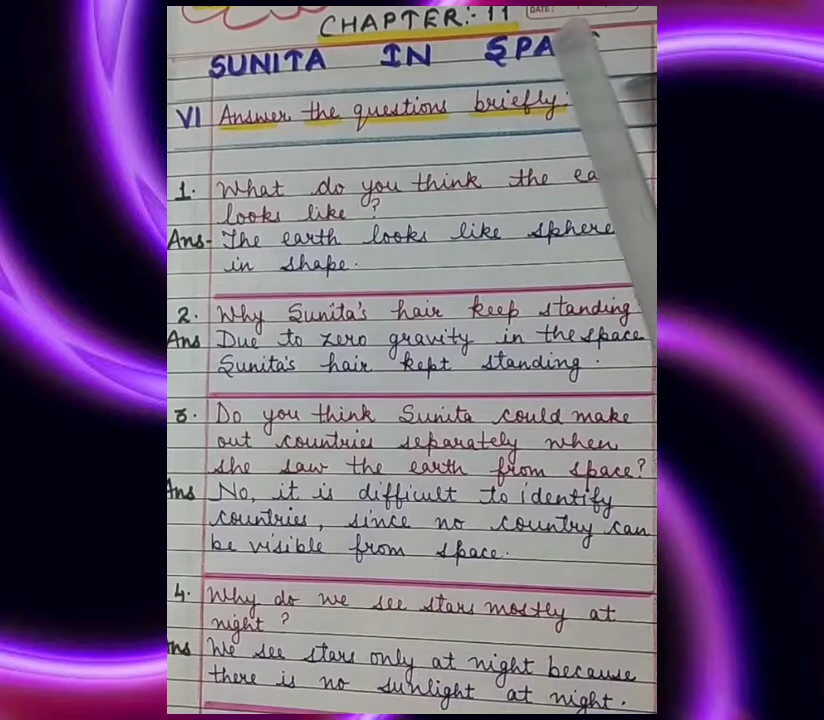 CHAPTER:- 11
DATE:
SUNITA IN SPA
VI Answer the questions briefly:
1. What do you think the ea
looks like ?
Ans- The earth looks like sphere
in shape.
2. Why Sunita's hair keep standing
Ans Due to zero gravity in the space
Sunita's hair kept standing.
3. Do you think Sunita could make
out countries separately when
she saw the earth from space?
Ans No, it is difficult to identify
countries, since no country can
be visible from space.
4. Why do we see stars mostly at
night ?
Ans We see stars only at night because
there is no sunlight at night.